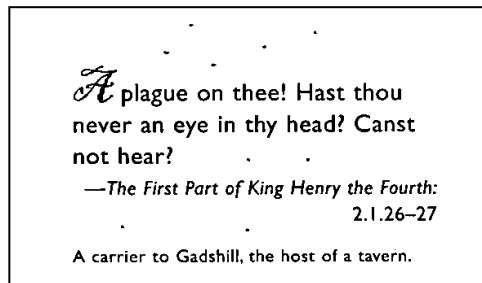 A plague on thee! Hast thou
never an eye in thy head? Canst
not hear?
—The First Part of King Henry the Fourth:
2.1.26–27
A carrier to Gadshill, the host of a tavern.